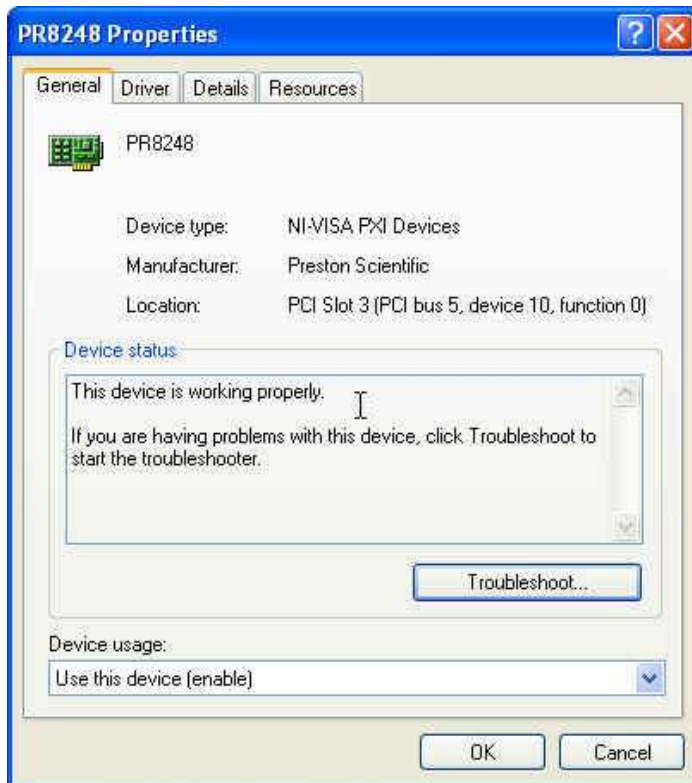 PR8248 Properties
General Driver Details Resources
PR8248
Device type: NI-VISA PXI Devices
Manufacturer: Preston Scientific
Location: PCI Slot 3 (PCI bus 5, device 10, function 0)
Device status
This device is working properly.
If you are having problems with this device, click Troubleshoot to
start the troubleshooter.
Troubleshoot...
Device usage:
Use this device (enable)
OK Cancel